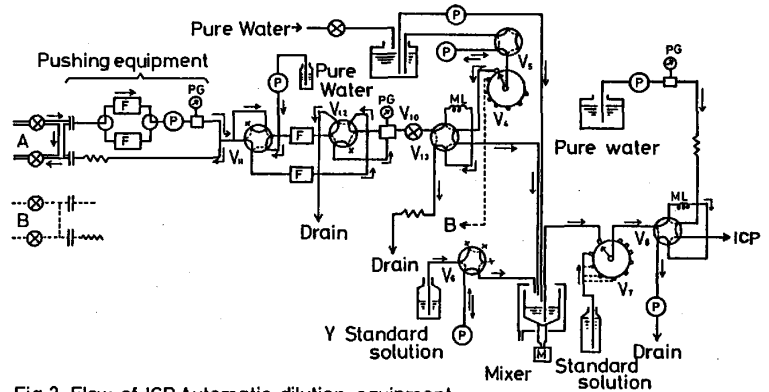 Pure Water→
P
P
V5
Pushing equipment
PG
P
Pure
Water
V12
PG
V10
ML
V4
PG
P
A
F
F
P
V11
F
F
V13
Pure water
ML
B
Drain
Drain
B
V6
Y Standard
solution
P
Mixer
M
V7
V8
ICP
P
Standard
solution
Drain
Fig.2 Flow of ICP Automatic dilution equipment